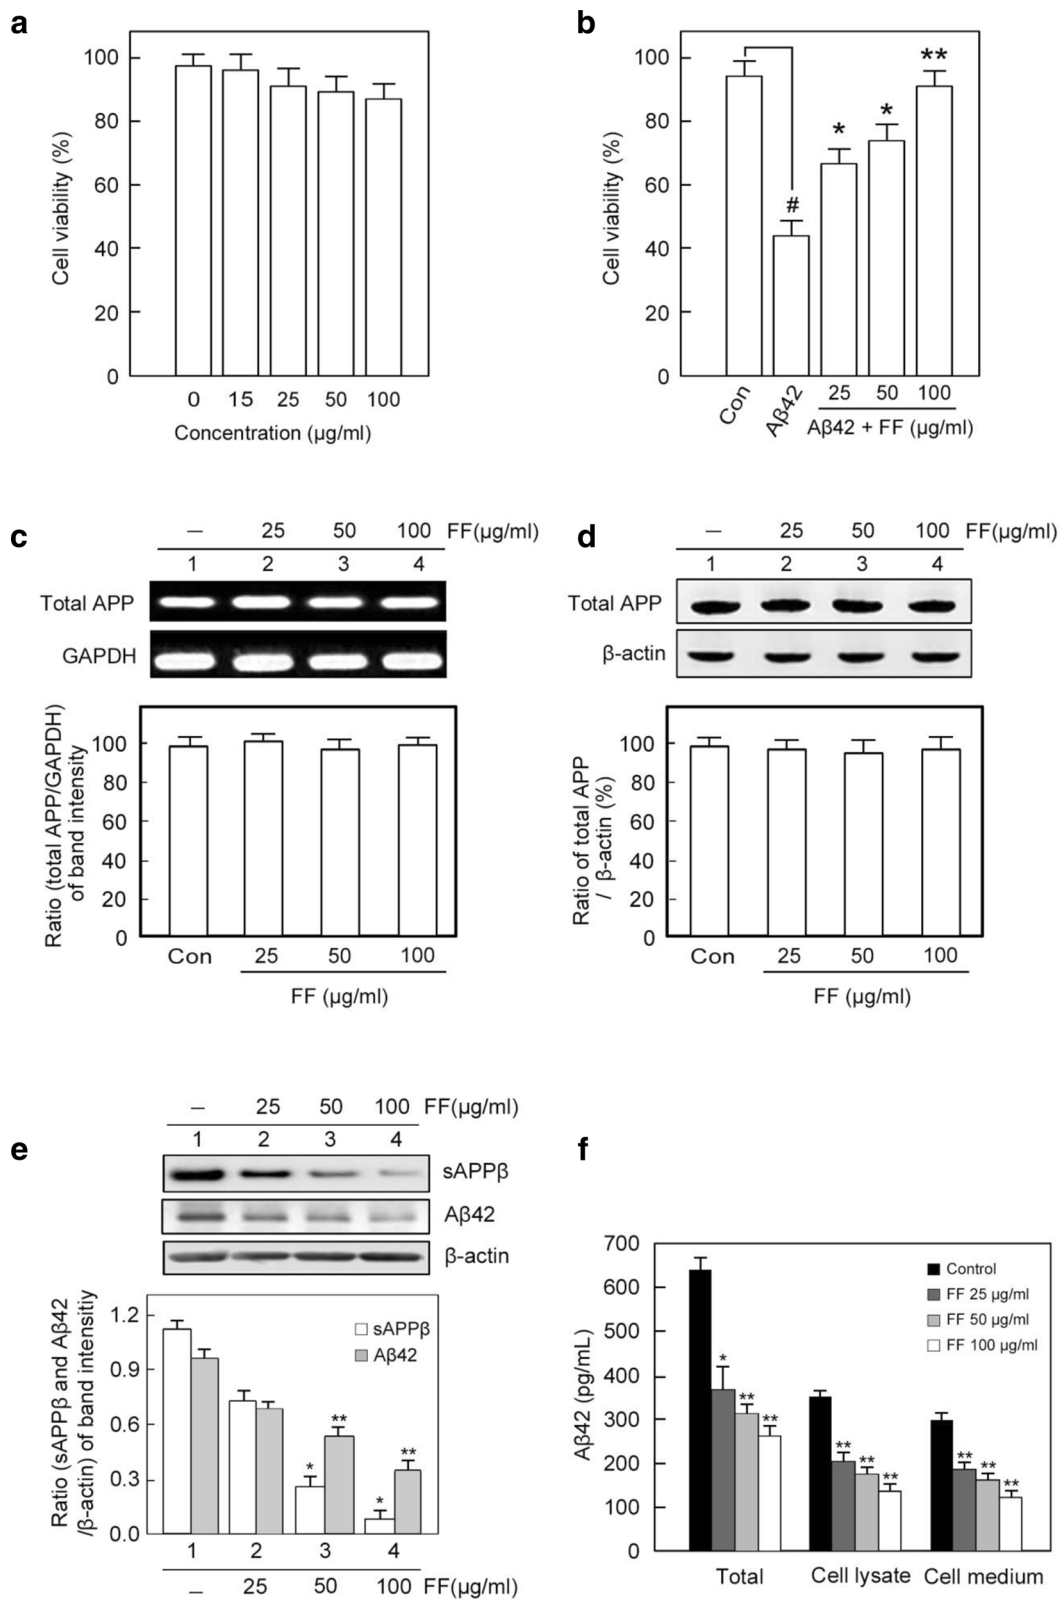 a
Cell viability (%)
100
80
60
40
20
0
0 15 25 50 100
Concentration (µg/ml)
b
Cell viability (%)
100
80
60
40
20
0
#
*
*
**
Con Aβ42 25 50 100
Aβ42 + FF (µg/ml)
c
– 25 50 100 FF(µg/ml)
1 2 3 4
Total APP
GAPDH
Ratio (total APP/GAPDH)
of band intensity
100
80
60
40
20
0
Con 25 50 100
FF (µg/ml)
d
– 25 50 100 FF(µg/ml)
1 2 3 4
Total APP
β-actin
Ratio of total APP
/ β-actin (%)
100
80
60
40
20
0
Con 25 50 100
FF (µg/ml)
e
– 25 50 100 FF(µg/ml)
1 2 3 4
sAPPβ
Aβ42
β-actin
Ratio (sAPPβ and Aβ42
/β-actin) of band intensitiy
1.2
0.9
0.6
0.3
0.0
sAPPβ
Aβ42
*
**
*
**
1 2 3 4
– 25 50 100 FF(µg/ml)
f
Aβ42 (pg/mL)
700
600
500
400
300
200
100
0
Control
FF 25 µg/ml
FF 50 µg/ml
FF 100 µg/ml
* ** **
** ** **
** ** **
Total Cell lysate Cell medium